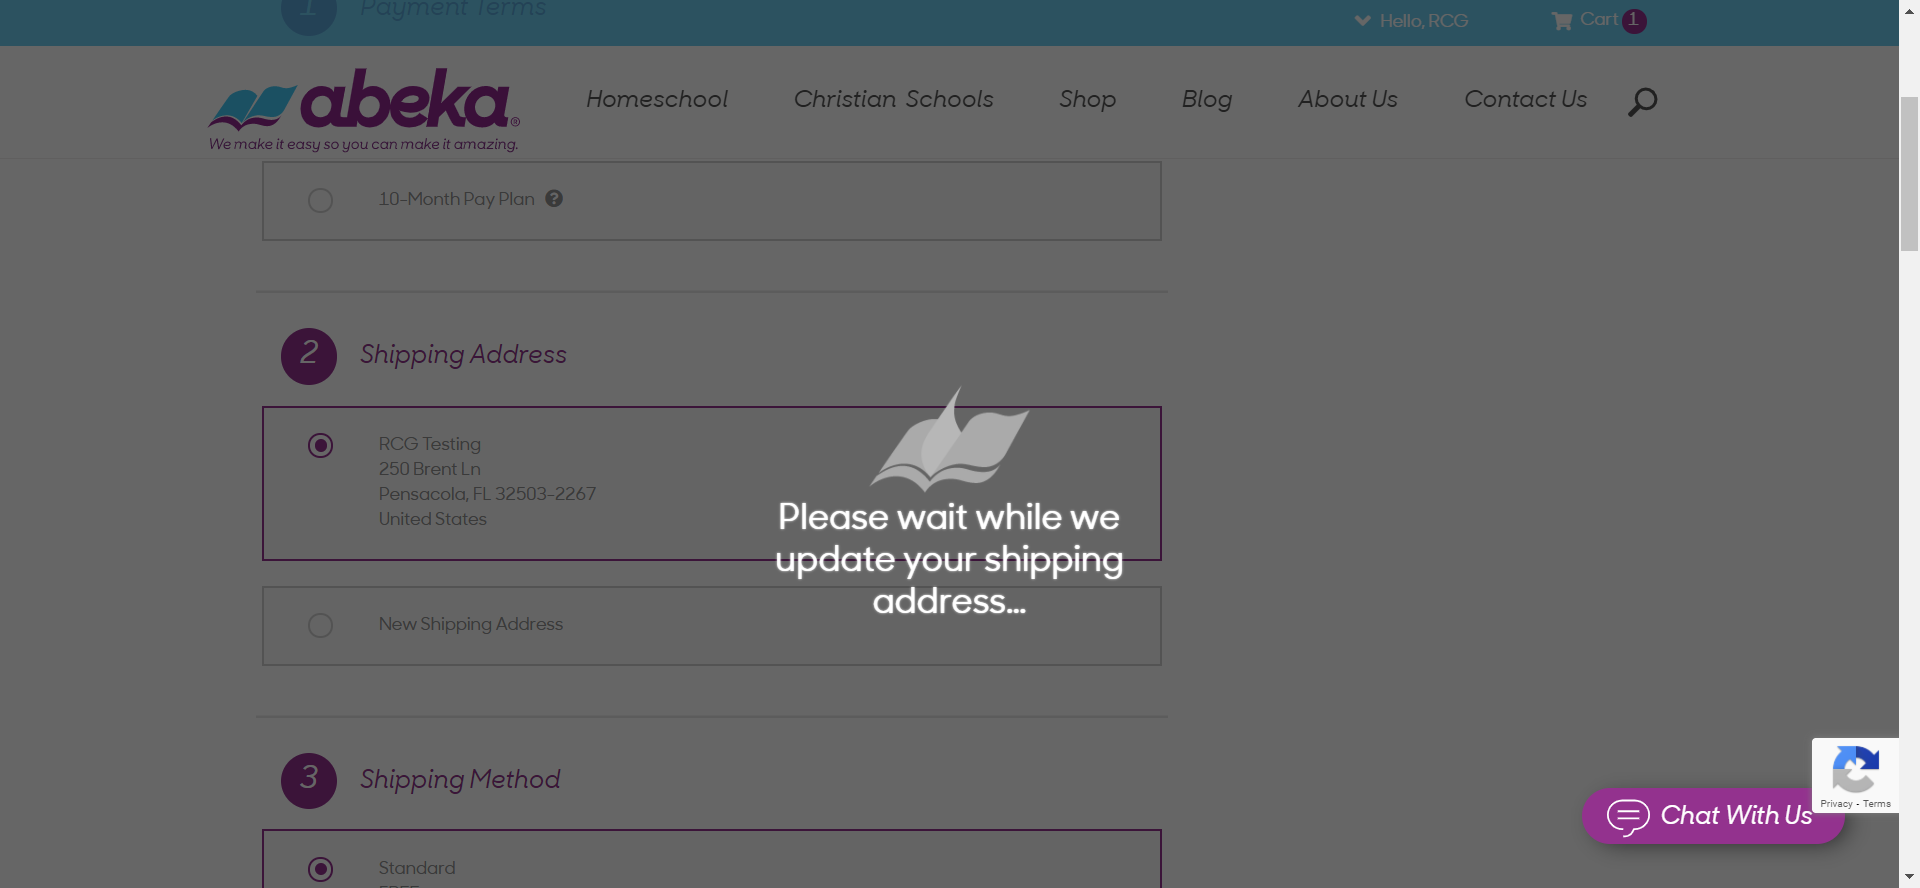 1 Payment Terms
Hello, RCG
Cart 1
abeka®
We make it easy so you can make it amazing.
Homeschool
Christian Schools
Shop
Blog
About Us
Contact Us
10-Month Pay Plan ?
2 Shipping Address
RCG Testing
250 Brent Ln
Pensacola, FL 32503-2267
United States
Please wait while we
update your shipping
address...
New Shipping Address
3 Shipping Method
Standard
FREE
Privacy - Terms
Chat With Us